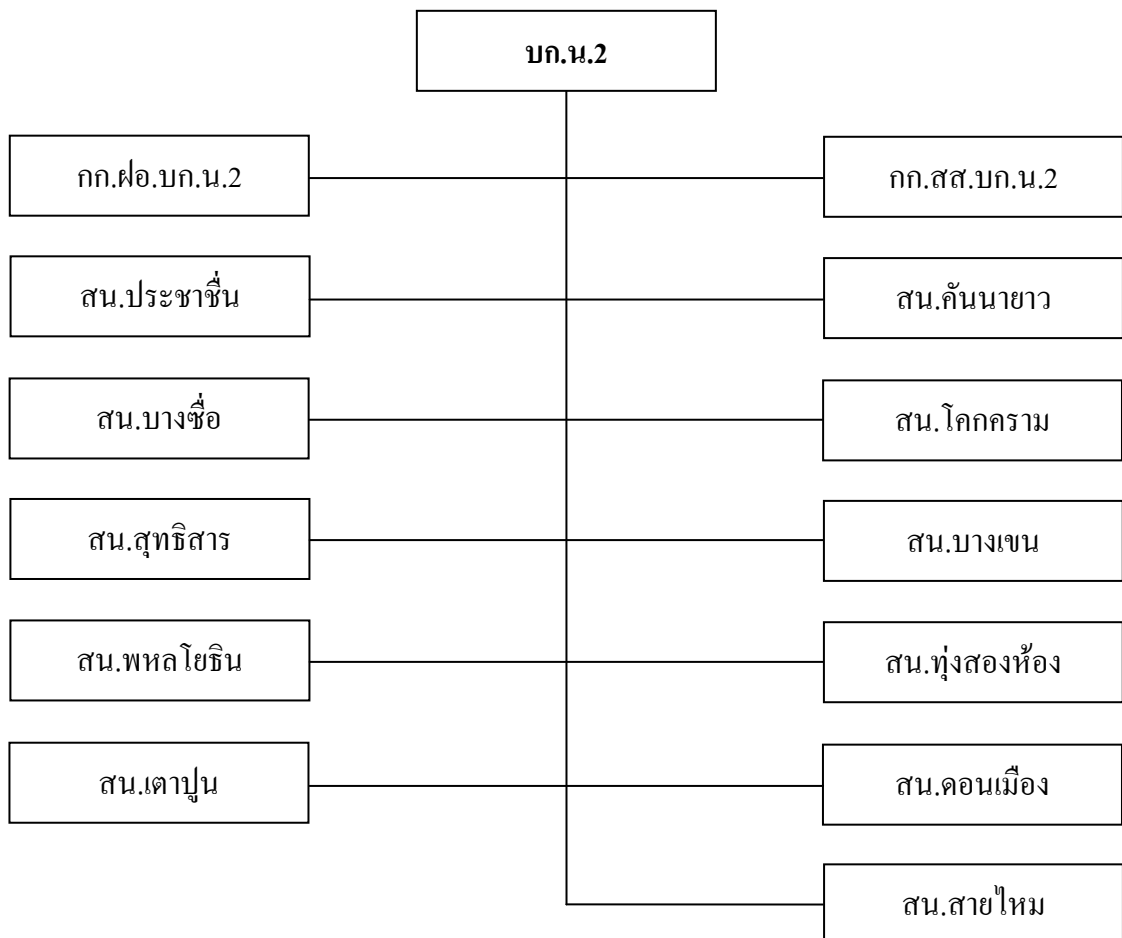 บก.น.2
กก.ฝอ.บก.น.2
กก.สส.บก.น.2
สน.ประชาชื่น
สน.คันนายาว
สน.บางซื่อ
สน.โคกคราม
สน.สุทธิสาร
สน.บางเขน
สน.พหลโยธิน
สน.ทุ่งสองห้อง
สน.เตาปูน
สน.ดอนเมือง
สน.สายไหม